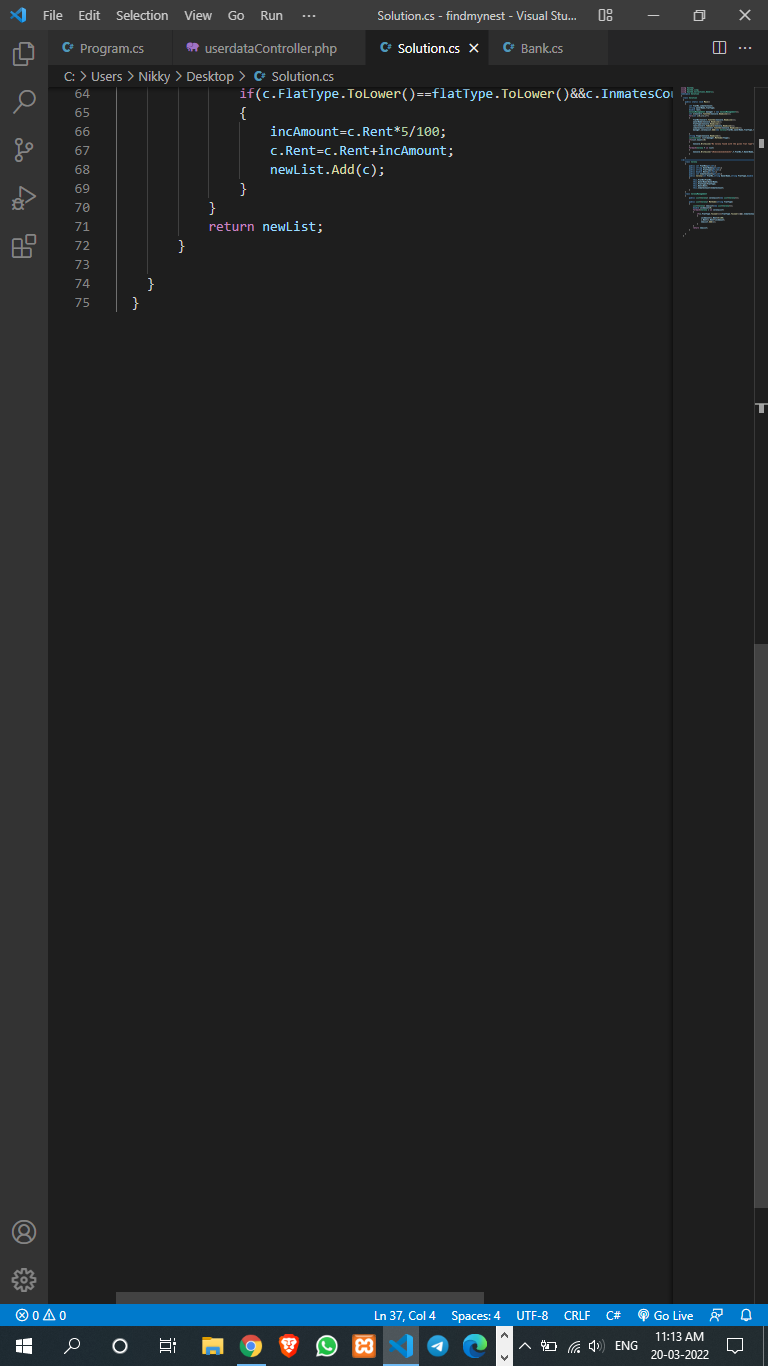 File Edit Selection View Go Run ··· Solution.cs - findmynest - Visual Stu...
Program.cs userdataController.php Solution.cs Bank.cs
C: > Users > Nikky > Desktop > Solution.cs
64 if(c.FlatType.ToLower()==flatType.ToLower()&&c.InmatesCo
65 {
66 incAmount=c.Rent*5/100;
67 c.Rent=c.Rent+incAmount;
68 newList.Add(c);
69 }
70 }
71 return newList;
72 }
73
74 }
75 }
0 0 Ln 37, Col 4 Spaces: 4 UTF-8 CRLF C# Go Live
ENG 11:13 AM
20-03-2022